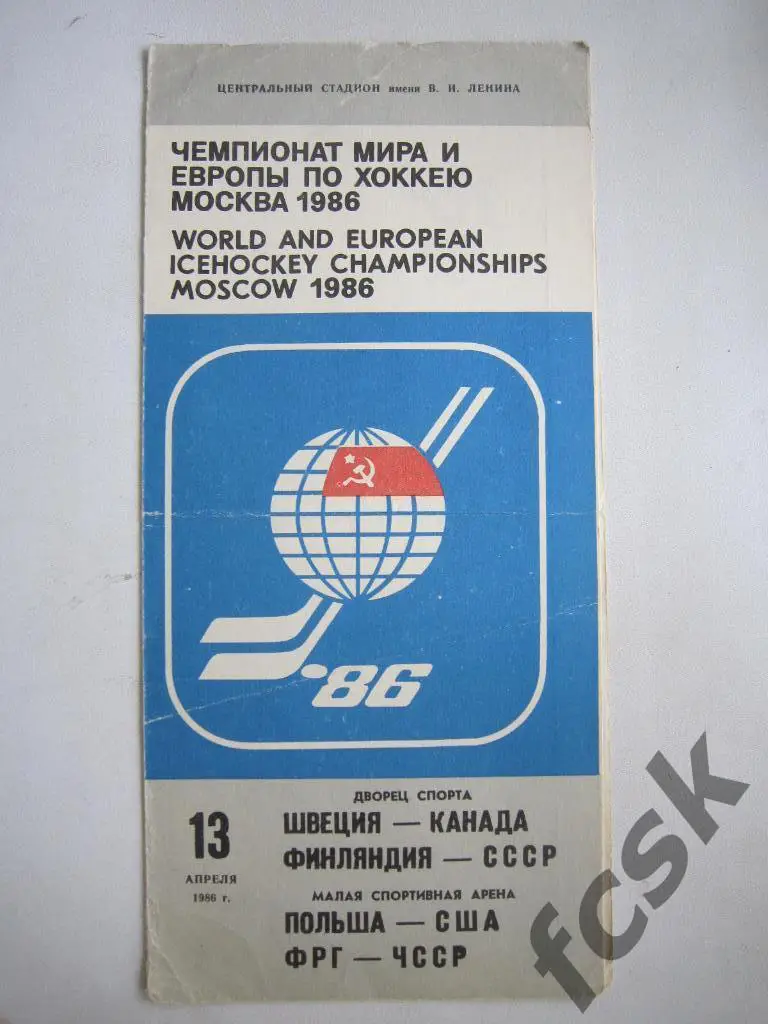 ЦЕНТРАЛЬНЫЙ СТАДИОН имени В. И. ЛЕНИНА
ЧЕМПИОНАТ МИРА И
ЕВРОПЫ ПО ХОККЕЮ
МОСКВА 1986
WORLD AND EUROPEAN
ICEHOCKEY CHAMPIONSHIPS
MOSCOW 1986
'86
ДВОРЕЦ СПОРТА
ШВЕЦИЯ — КАНАДА
ФИНЛЯНДИЯ — СССР
13
АПРЕЛЯ
1986 г.
МАЛАЯ СПОРТИВНАЯ АРЕНА
ПОЛЬША — США
ФРГ — ЧССР
fcsk